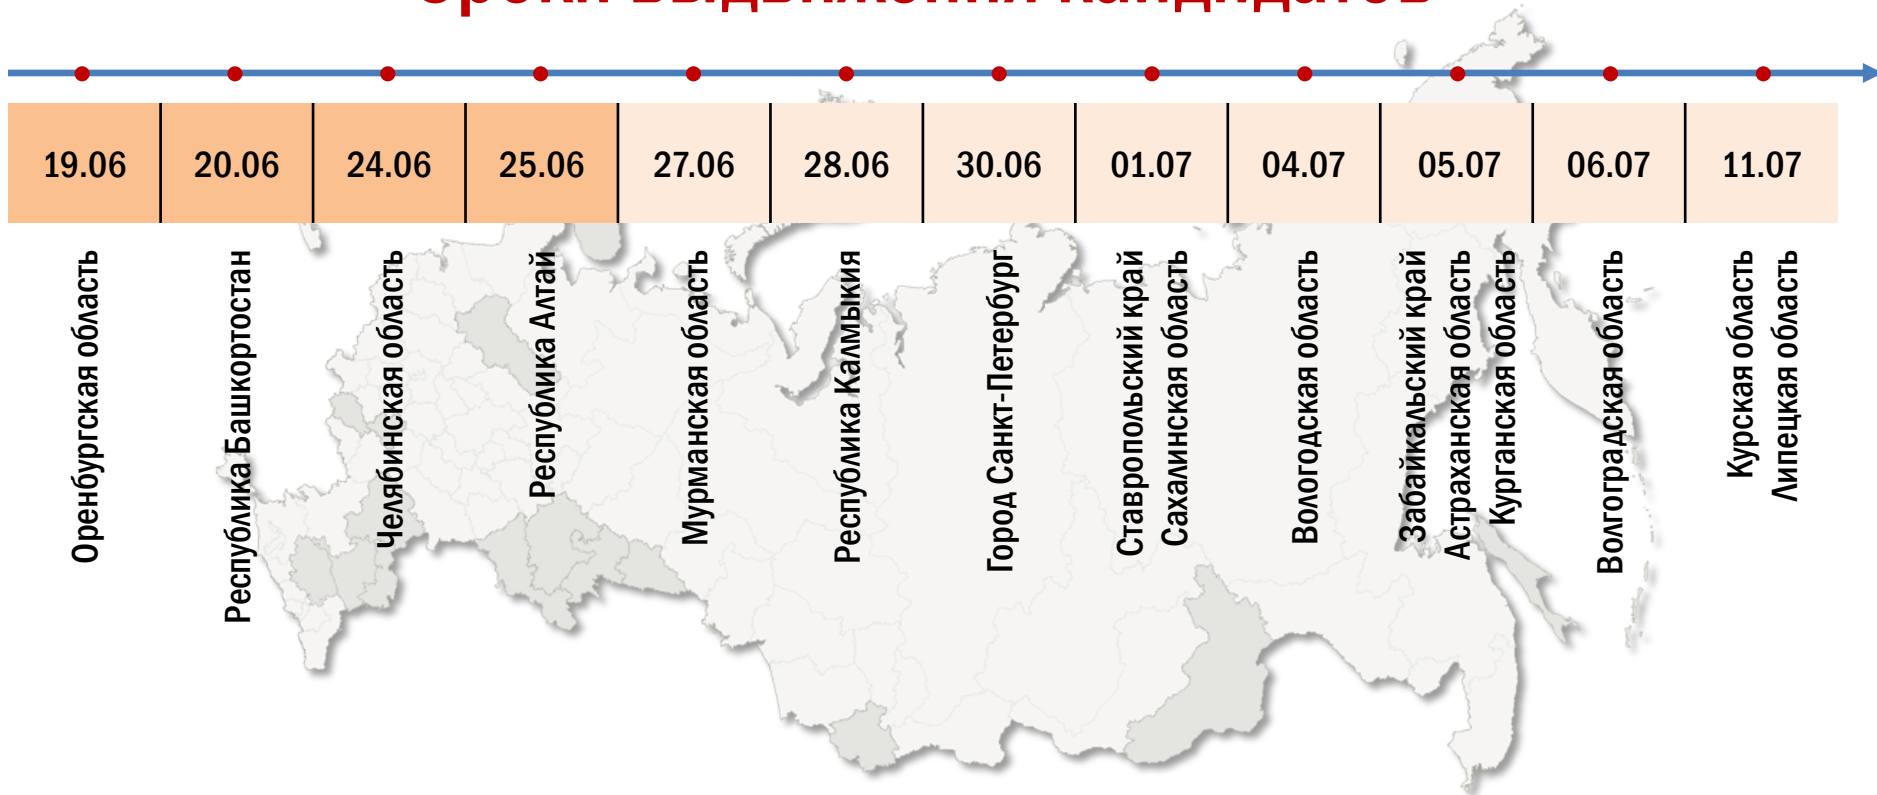 Сроки выдвижения кандидатов
19.06
20.06
24.06
25.06
27.06
28.06
30.06
01.07
04.07
05.07
06.07
11.07
Оренбургская область
Республика Башкортостан
Челябинская область
Республика Алтай
Мурманская область
Республика Калмыкия
Город Санкт-Петербург
Ставропольский край
Сахалинская область
Вологодская область
Забайкальский край
Астраханская область
Курганская область
Волгоградская область
Курская область
Липецкая область